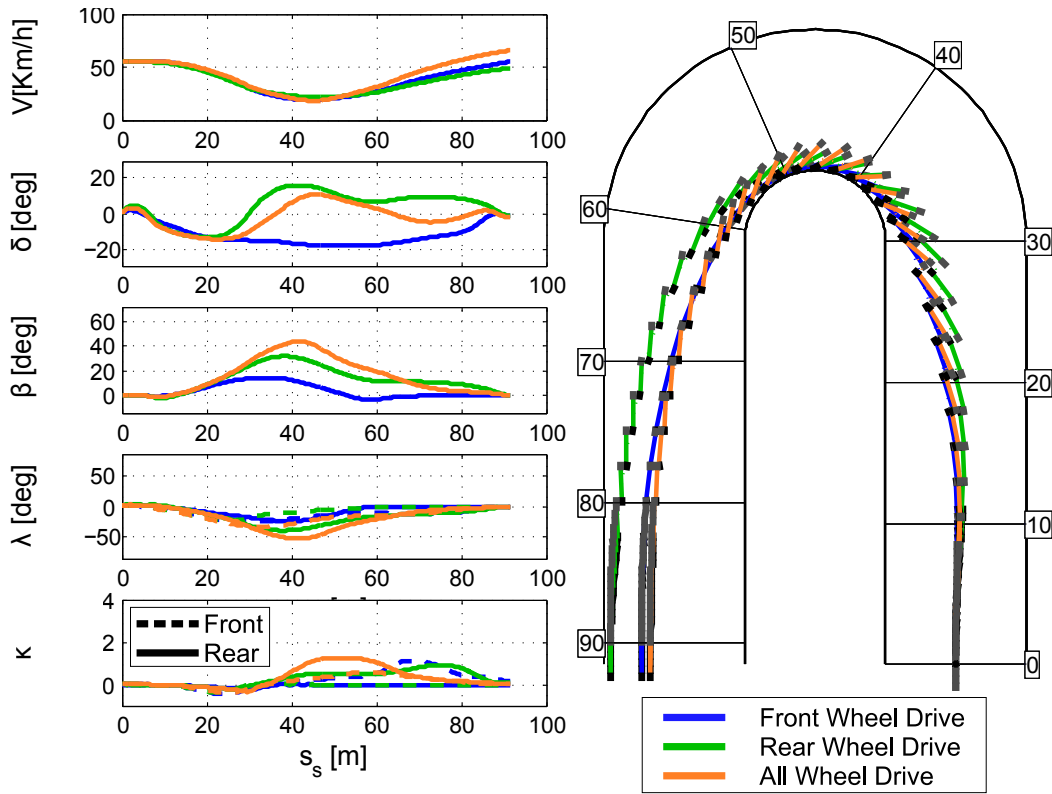 V[Km/h]
100
50
0
0 20 40 60 80 100
δ [deg]
20
0
−20
0 20 40 60 80 100
β [deg]
60
40
20
0
0 20 40 60 80 100
λ [deg]
50
0
−50
0 20 40 60 80 100
κ
4
2
0
Front
Rear
0 20 40 60 80 100
s_s [m]
50
40
60
30
70
20
80
10
90
0
Front Wheel Drive
Rear Wheel Drive
All Wheel Drive